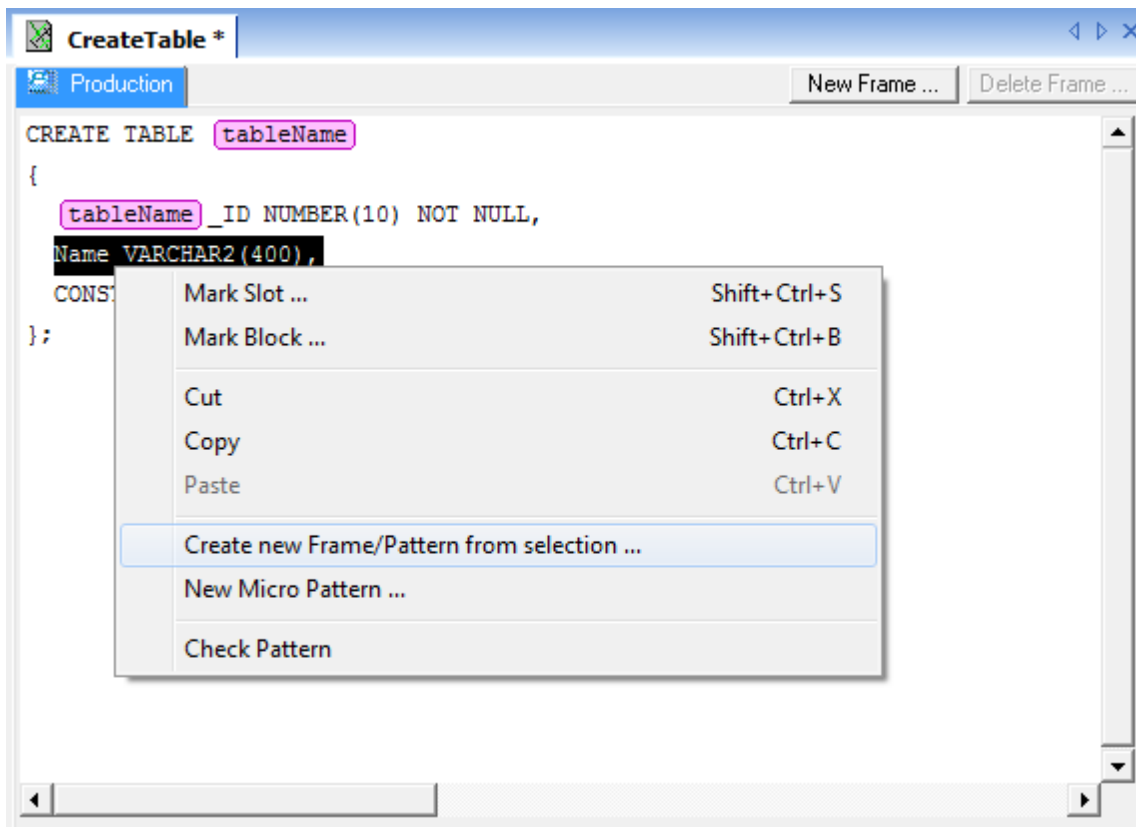 CreateTable *
Production New Frame ... Delete Frame ...
CREATE TABLE tableName
{
tableName _ID NUMBER(10) NOT NULL,
Name VARCHAR2(400),
CONST
};
Mark Slot ... Shift+Ctrl+S
Mark Block ... Shift+Ctrl+B
Cut Ctrl+X
Copy Ctrl+C
Paste Ctrl+V
Create new Frame/Pattern from selection ...
New Micro Pattern ...
Check Pattern